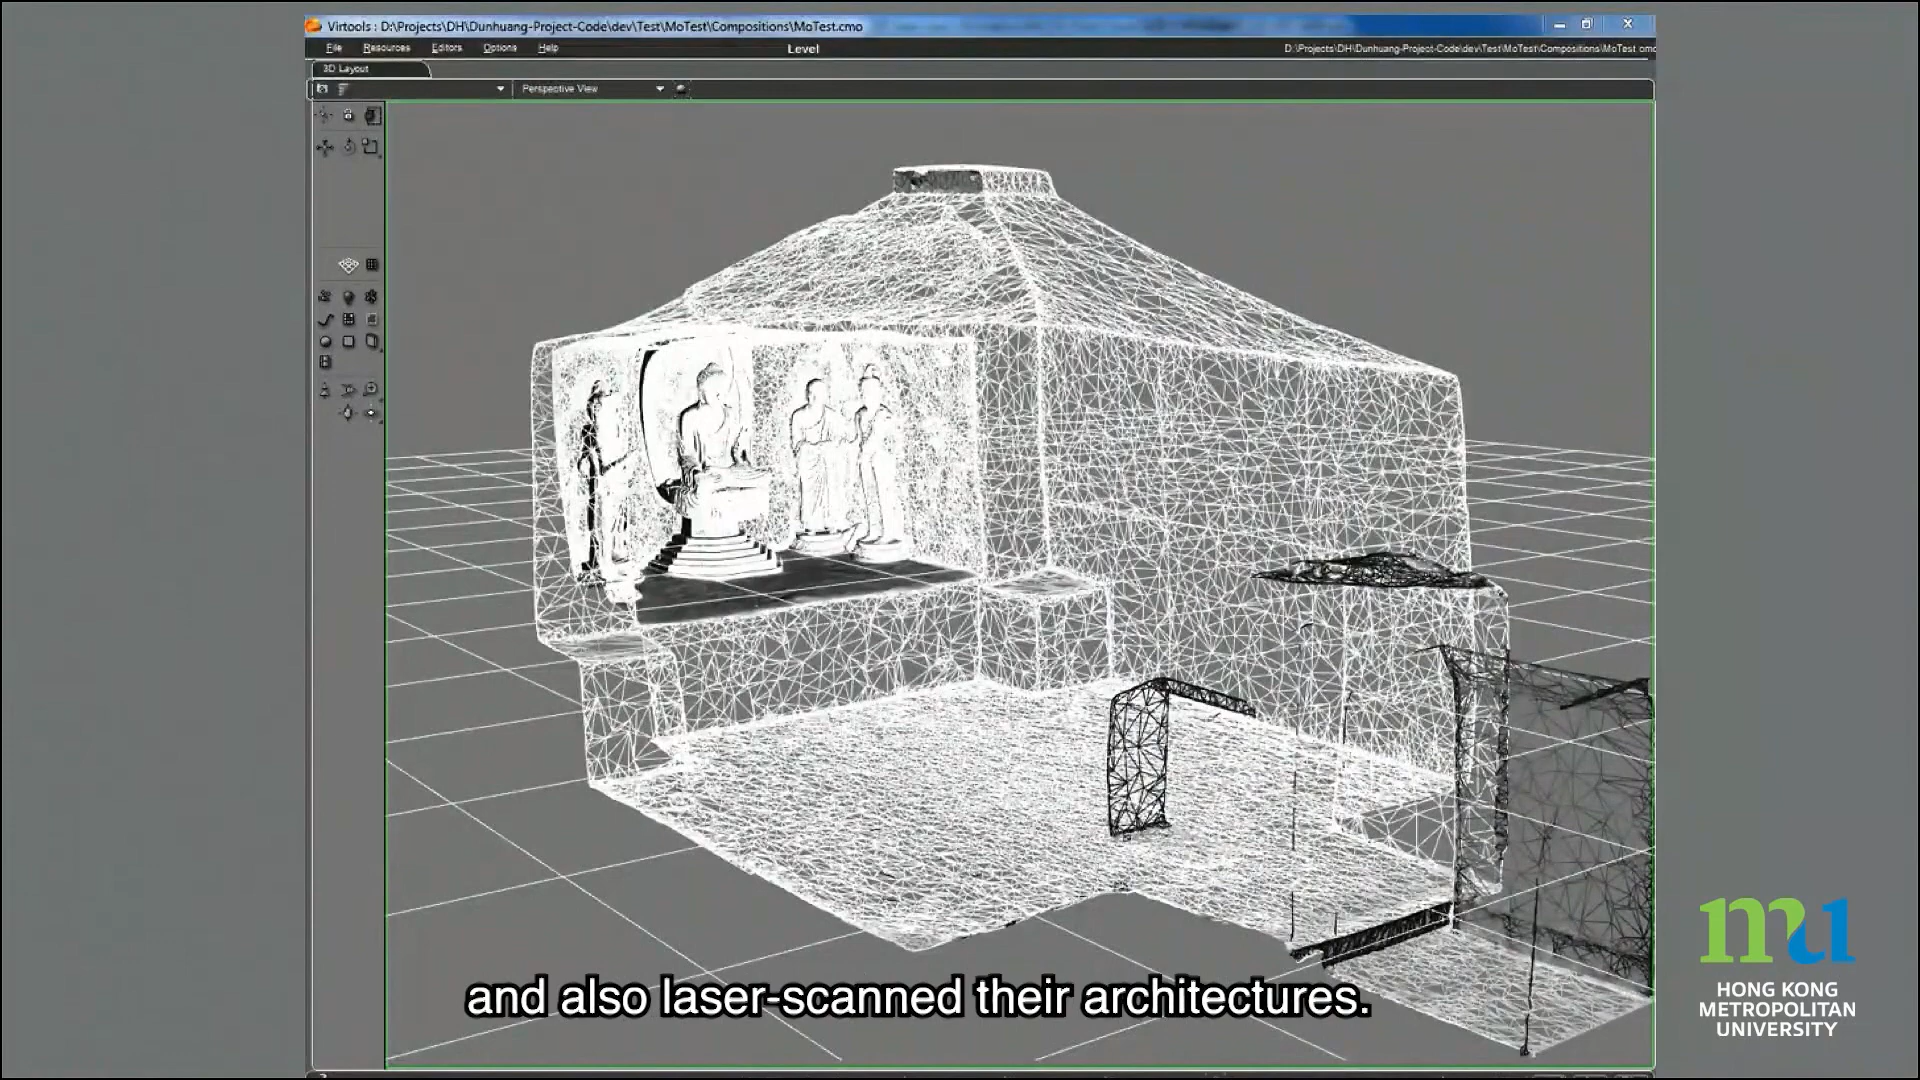 Virtools : D:\Projects\DH\Dunhuang-Project-Code\dev\Test\MoTest\Compositions\MoTest.cmo
File Resources Editors Options Help Level D:\Projects\DH\Dunhuang-Project-Code\dev\Test\MoTest\Compositions\MoTest.cmo
3D Layout
Perspective View
and also laser-scanned their architectures.
mu
HONG KONG
METROPOLITAN
UNIVERSITY